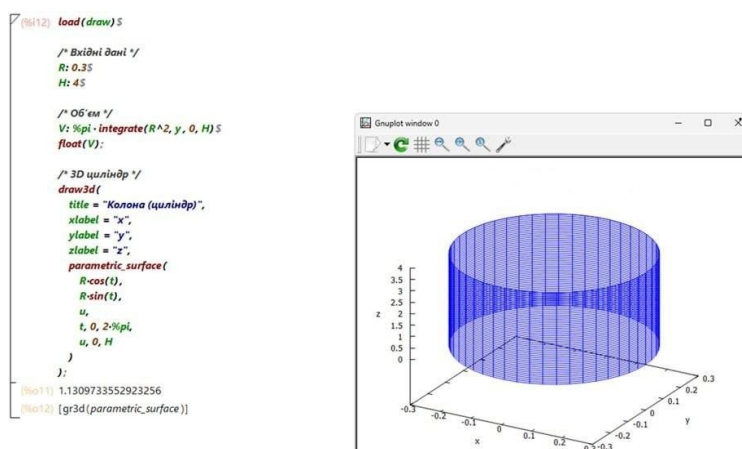 (%i12) load(draw)$
/* Вхідні дані */
R: 0.3$
H: 4$
/* Об'єм */
V: %pi·integrate(R^2, y, 0, H)$
float(V);
/* 3D циліндр */
draw3d(
title = "Колона (циліндр)",
xlabel = "x",
ylabel = "y",
zlabel = "z",
parametric_surface(
R·cos(t),
R·sin(t),
u,
t, 0, 2·%pi,
u, 0, H
)
);
(%o11) 1.1309733552923256
(%o12) [gr3d(parametric_surface)]
Gnuplot window 0
4
3.5
3
2.5
2
1.5
1
0.5
0
z
-0.3
-0.2
-0.1
0
0.1
0.2
x
-0.3
-0.2
-0.1
0
0.1
0.2
0.3
y